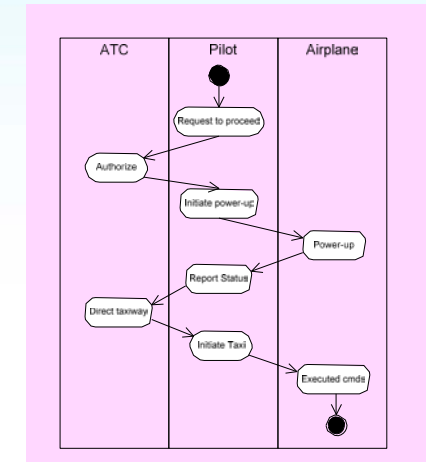 ATC Pilot Airplane
Request to proceed
Authorize
Initiate power-up
Power-up
Report Status
Direct taxiway
Initiate Taxi
Executed cmds